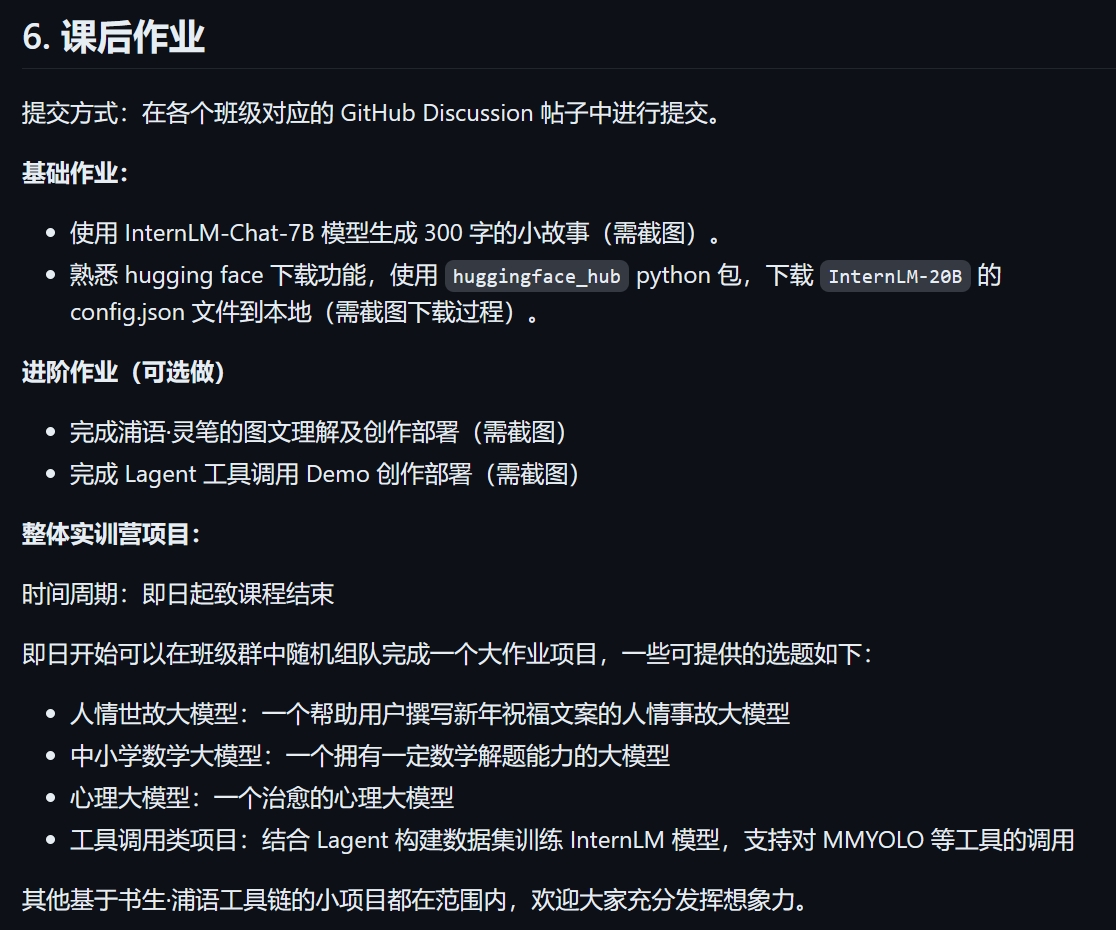 6. 课后作业
提交方式：在各个班级对应的 GitHub Discussion 帖子中进行提交。
基础作业：
使用 InternLM-Chat-7B 模型生成 300 字的小故事（需截图）。
熟悉 hugging face 下载功能，使用 huggingface_hub python 包，下载 InternLM-20B 的
config.json 文件到本地（需截图下载过程）。
进阶作业（可选做）
完成浦语·灵笔的图文理解及创作部署（需截图）
完成 Lagent 工具调用 Demo 创作部署（需截图）
整体实训营项目：
时间周期：即日起致课程结束
即日开始可以在班级群中随机组队完成一个大作业项目，一些可提供的选题如下：
人情世故大模型：一个帮助用户撰写新年祝福文案的人情事故大模型
中小学数学大模型：一个拥有一定数学解题能力的大模型
心理大模型：一个治愈的心理大模型
工具调用类项目：结合 Lagent 构建数据集训练 InternLM 模型，支持对 MMYOLO 等工具的调用
其他基于书生·浦语工具链的小项目都在范围内，欢迎大家充分发挥想象力。